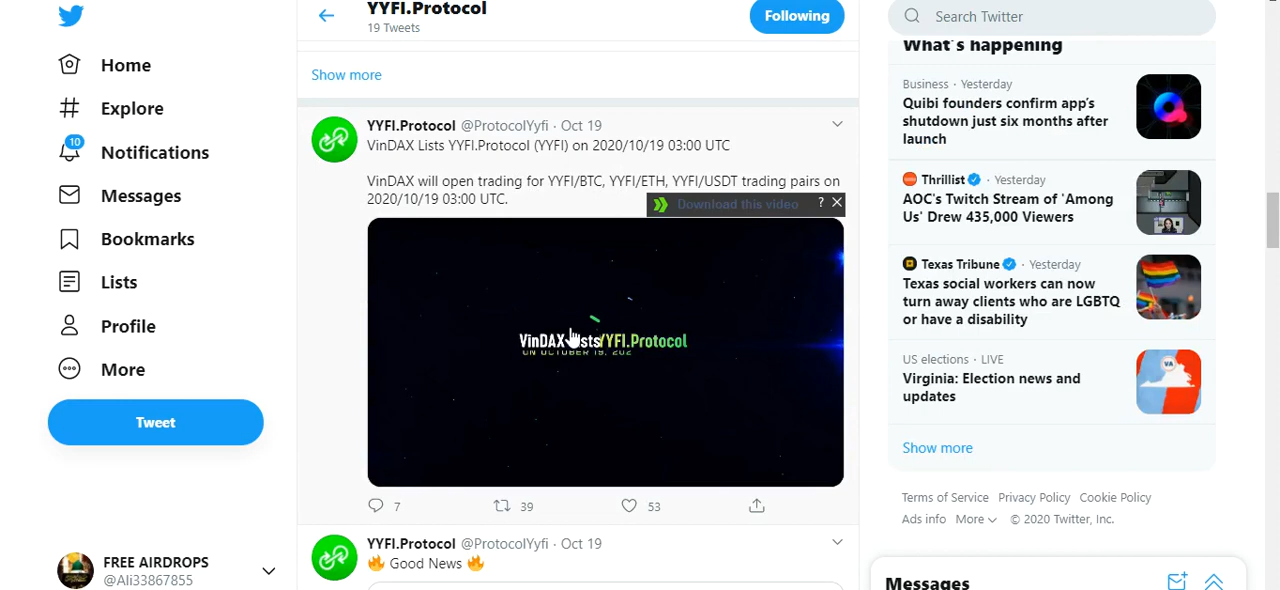 Home
Explore
10
Notifications
Messages
Bookmarks
Lists
Profile
More
Tweet
FREE AIRDROPS
@Ali33867855
YYFI.Protocol
19 Tweets
Following
Show more
YYFI.Protocol @ProtocolYyfi · Oct 19
VinDAX Lists YYFI.Protocol (YYFI) on 2020/10/19 03:00 UTC
VinDAX will open trading for YYFI/BTC, YYFI/ETH, YYFI/USDT trading pairs on
2020/10/19 03:00 UTC.
Download this video ? X
VinDAX YYFI.Protocol
ON OCTOBER 19, 202
7 39 53
YYFI.Protocol @ProtocolYyfi · Oct 19
🔥 Good News 🔥
Search Twitter
What's happening
Business · Yesterday
Quibi founders confirm app's
shutdown just six months after
launch
Thrillist · Yesterday
AOC's Twitch Stream of 'Among
Us' Drew 435,000 Viewers
Texas Tribune · Yesterday
Texas social workers can now
turn away clients who are LGBTQ
or have a disability
US elections · LIVE
Virginia: Election news and
updates
VA
Show more
Terms of Service Privacy Policy Cookie Policy
Ads info More © 2020 Twitter, Inc.
Messages